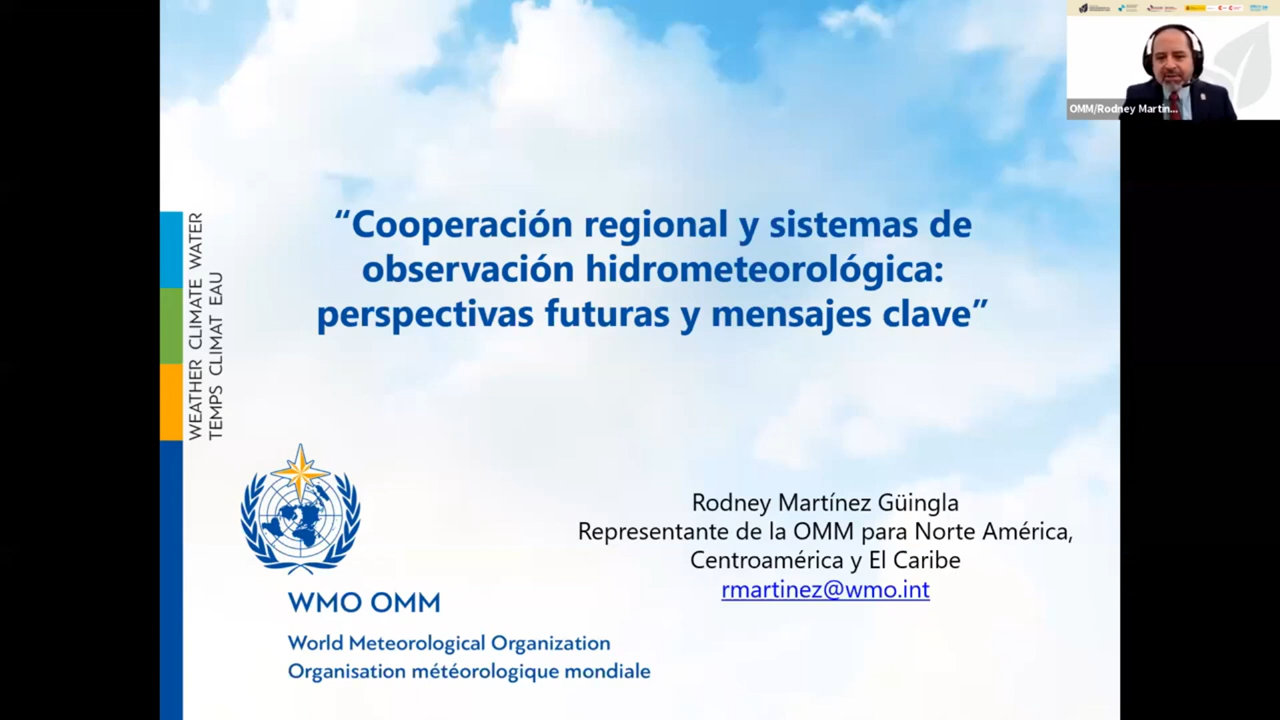 OMM/Rodney Martin...
“Cooperación regional y sistemas de
observación hidrometeorológica:
perspectivas futuras y mensajes clave”
WEATHER CLIMATE WATER
TEMPS CLIMAT EAU
Rodney Martínez Güingla
Representante de la OMM para Norte América,
Centroamérica y El Caribe
rmartinez@wmo.int
WMO OMM
World Meteorological Organization
Organisation météorologique mondiale